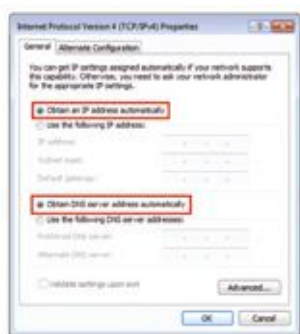 Internet Protocol Version 4 (TCP/IPv4) Properties
General Alternate Configuration
You can get IP settings assigned automatically if your network supports
this capability. Otherwise, you need to ask your network administrator
for the appropriate IP settings.
Obtain an IP address automatically
Use the following IP address:
IP address:
Subnet mask:
Default gateway:
Obtain DNS server address automatically
Use the following DNS server addresses:
Preferred DNS server:
Alternate DNS server:
Validate settings upon exit
Advanced...
OK Cancel